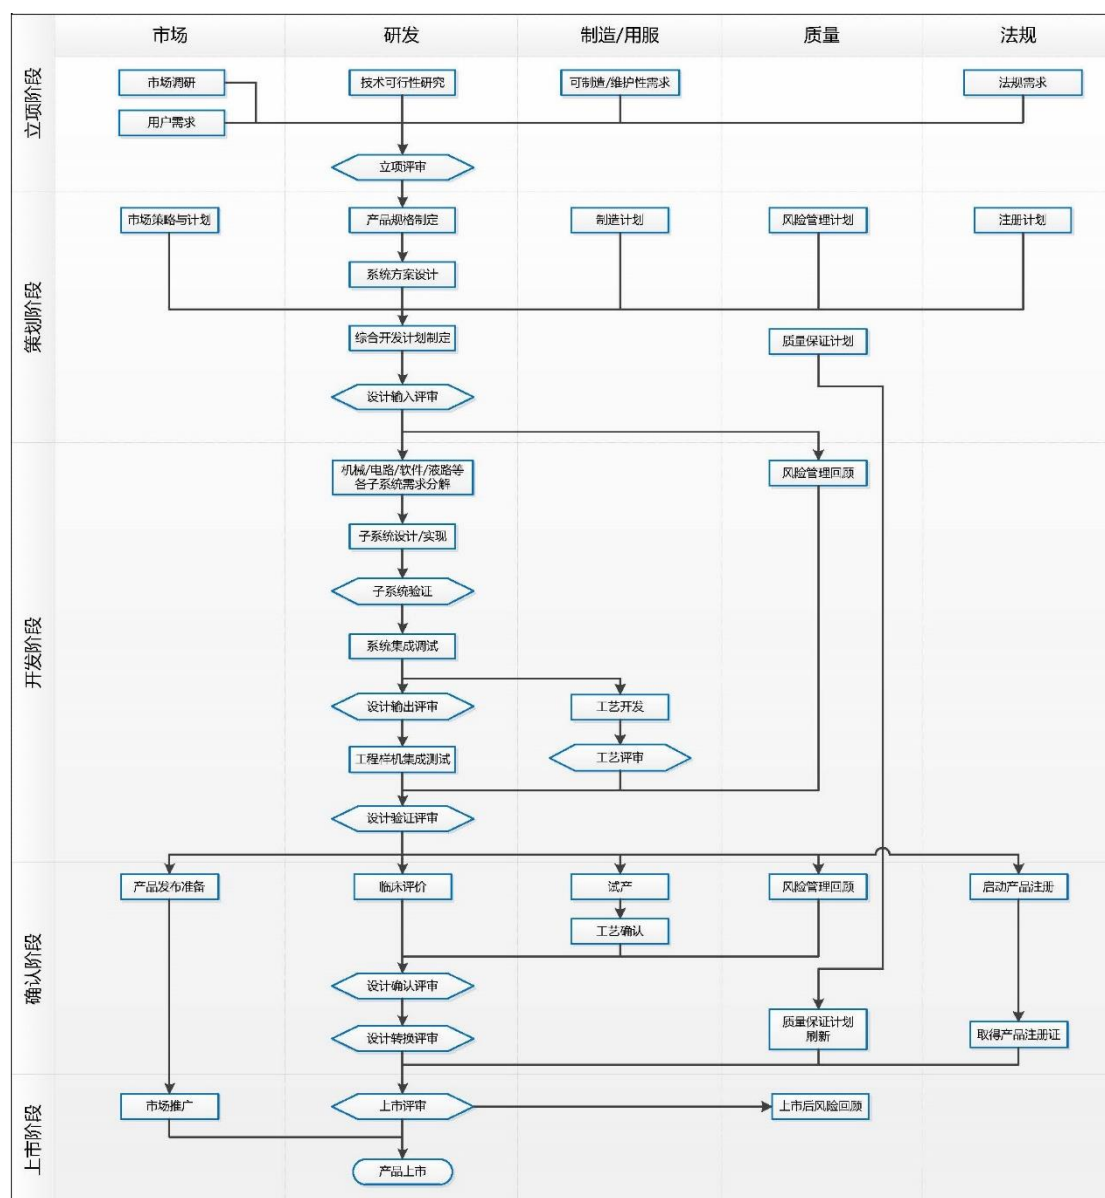 市场
研发
制造/用服
质量
法规
立项阶段
市场调研
技术可行性研究
可制造/维护性需求
法规需求
用户需求
立项评审
策划阶段
市场策略与计划
产品规格制定
制造计划
风险管理计划
注册计划
系统方案设计
综合开发计划制定
质量保证计划
设计输入评审
开发阶段
机械/电路/软件/液路等
各子系统需求分解
风险管理回顾
子系统设计/实现
子系统验证
系统集成调试
设计输出评审
工艺开发
工程样机集成测试
工艺评审
设计验证评审
确认阶段
产品发布准备
临床评价
试产
风险管理回顾
启动产品注册
工艺确认
设计确认评审
质量保证计划
刷新
设计转换评审
取得产品注册证
上市阶段
市场推广
上市评审
上市后风险回顾
产品上市